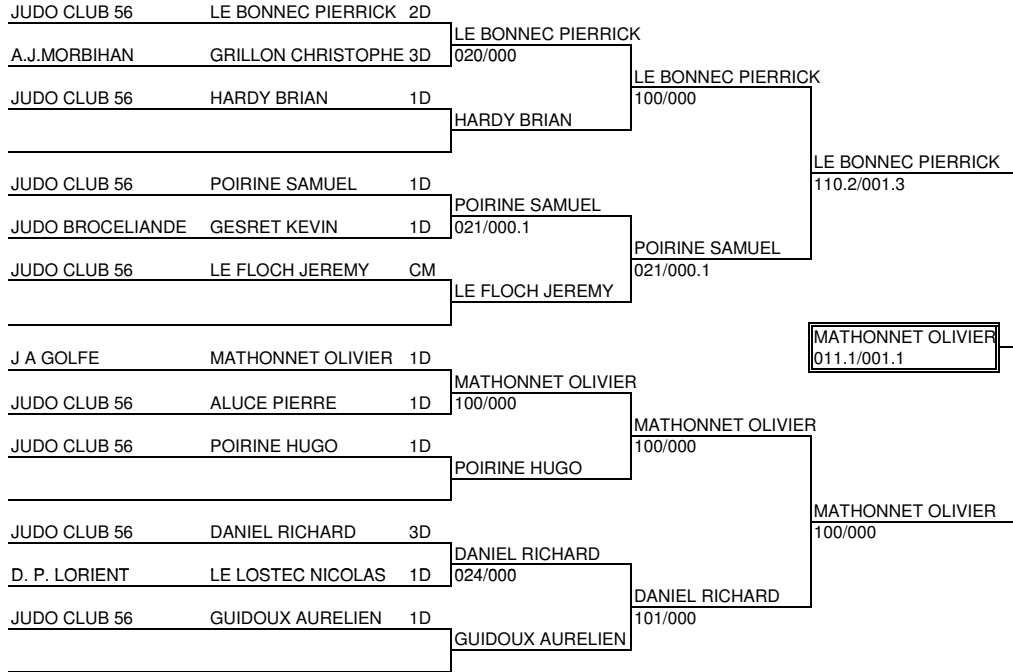 JUDO CLUB 56 LE BONNEC PIERRICK 2D
LE BONNEC PIERRICK
A.J.MORBIHAN GRILLON CHRISTOPHE 3D 020/000
LE BONNEC PIERRICK
JUDO CLUB 56 HARDY BRIAN 1D 100/000
HARDY BRIAN
LE BONNEC PIERRICK
JUDO CLUB 56 POIRINE SAMUEL 1D 110.2/001.3
POIRINE SAMUEL
JUDO BROCELIANDE GESRET KEVIN 1D 021/000.1
POIRINE SAMUEL
JUDO CLUB 56 LE FLOCH JEREMY CM 021/000.1
LE FLOCH JEREMY
MATHONNET OLIVIER
J A GOLFE MATHONNET OLIVIER 1D 011.1/001.1
MATHONNET OLIVIER
JUDO CLUB 56 ALUCE PIERRE 1D 100/000
MATHONNET OLIVIER
JUDO CLUB 56 POIRINE HUGO 1D 100/000
POIRINE HUGO
MATHONNET OLIVIER
JUDO CLUB 56 DANIEL RICHARD 3D 100/000
DANIEL RICHARD
D. P. LORIENT LE LOSTEC NICOLAS 1D 024/000
DANIEL RICHARD
JUDO CLUB 56 GUIDOUX AURELIEN 1D 101/000
GUIDOUX AURELIEN